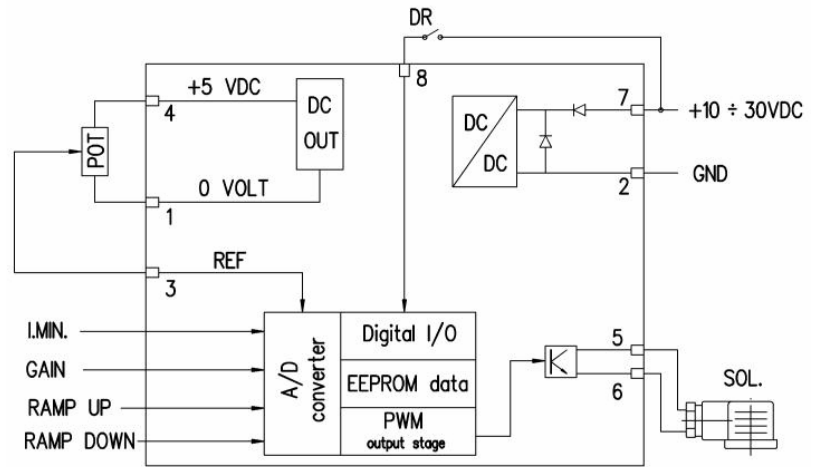 DR
8
+5 VDC
4
DC
OUT
POT
0 VOLT
1
REF
3
DC
DC
7
+10 ÷ 30VDC
2
GND
I.MIN.
GAIN
RAMP UP
RAMP DOWN
A/D
converter
Digital I/O
EEPROM data
PWM
output stage
5
6
SOL.